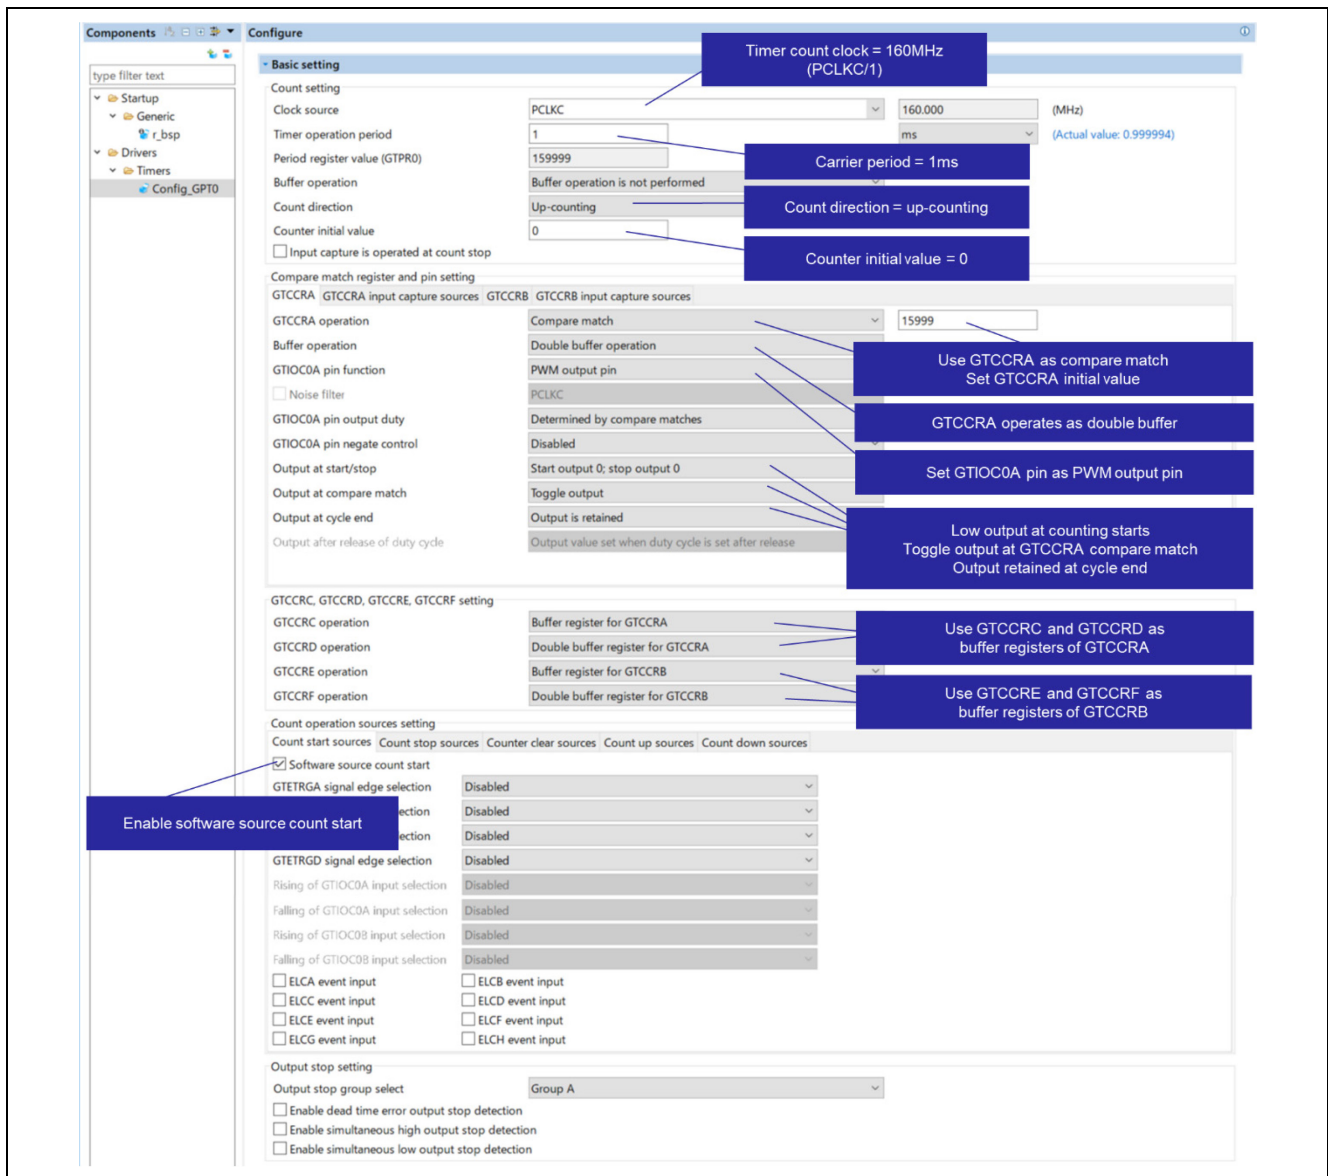 Components
Configure
type filter text
Startup
Generic
r_bsp
Drivers
Timers
Config_GPT0
Basic setting
Timer count clock = 160MHz
(PCLKC/1)
Count setting
Clock source PCLKC 160.000 (MHz)
Timer operation period 1 ms (Actual value: 0.999994)
Carrier period = 1ms
Period register value (GTPR0) 159999
Buffer operation Buffer operation is not performed
Count direction Up-counting
Count direction = up-counting
Counter initial value 0
Counter initial value = 0
Input capture is operated at count stop
Compare match register and pin setting
GTCCRA GTCCRA input capture sources GTCCRB GTCCRB input capture sources
GTCCRA operation Compare match 15999
Use GTCCRA as compare match
Set GTCCRA initial value
Buffer operation Double buffer operation
GTIOC0A pin function PWM output pin
Noise filter PCLKC
GTIOC0A pin output duty Determined by compare matches
GTCCRA operates as double buffer
GTIOC0A pin negate control Disabled
Output at start/stop Start output 0; stop output 0
Set GTIOC0A pin as PWM output pin
Output at compare match Toggle output
Output at cycle end Output is retained
Output after release of duty cycle Output value set when duty cycle is set after release
Low output at counting starts
Toggle output at GTCCRA compare match
Output retained at cycle end
GTCCRC, GTCCRD, GTCCRE, GTCCRF setting
GTCCRC operation Buffer register for GTCCRA
GTCCRD operation Double buffer register for GTCCRA
Use GTCCRC and GTCCRD as
buffer registers of GTCCRA
GTCCRE operation Buffer register for GTCCRB
GTCCRF operation Double buffer register for GTCCRB
Use GTCCRE and GTCCRF as
buffer registers of GTCCRB
Count operation sources setting
Count start sources Count stop sources Counter clear sources Count up sources Count down sources
Software source count start
GTETRGA signal edge selection Disabled
ection Disabled
Enable software source count start
ection Disabled
GTETRGD signal edge selection Disabled
Rising of GTIOC0A input selection Disabled
Falling of GTIOC0A input selection Disabled
Rising of GTIOC0B input selection Disabled
Falling of GTIOC0B input selection Disabled
ELCA event input ELCB event input
ELCC event input ELCD event input
ELCE event input ELCF event input
ELCG event input ELCH event input
Output stop setting
Output stop group select Group A
Enable dead time error output stop detection
Enable simultaneous high output stop detection
Enable simultaneous low output stop detection